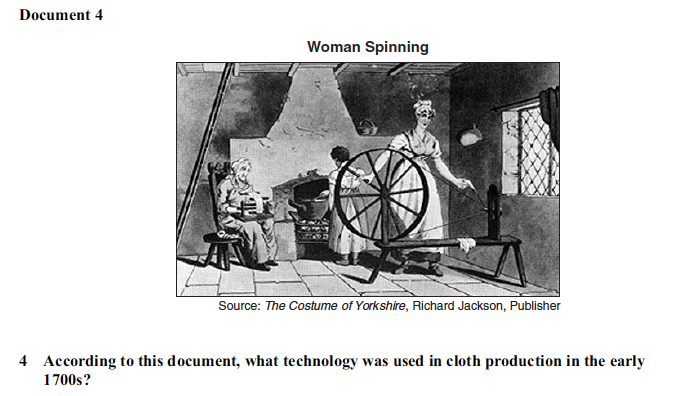 Document 4
Woman Spinning
Source: The Costume of Yorkshire, Richard Jackson, Publisher
4 According to this document, what technology was used in cloth production in the early
1700s?